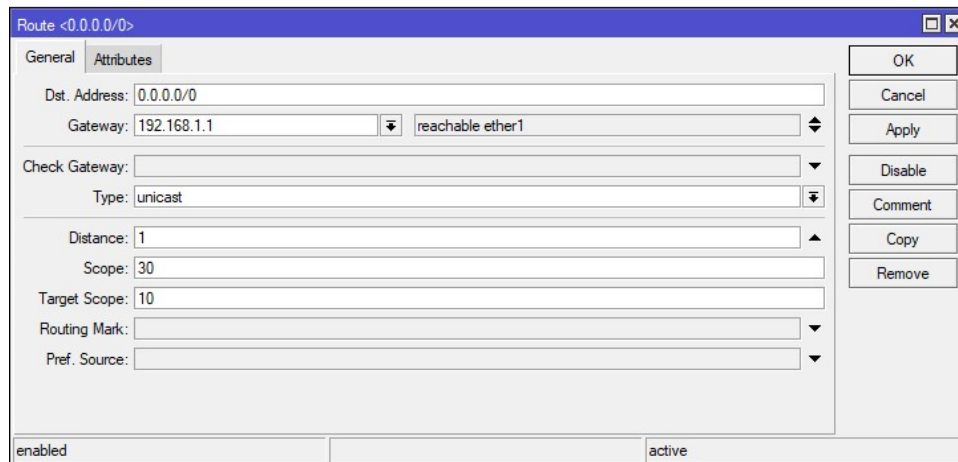 Route <0.0.0.0/0>
General Attributes
Dst. Address: 0.0.0.0/0
Gateway: 192.168.1.1 reachable ether1
Check Gateway:
Type: unicast
Distance: 1
Scope: 30
Target Scope: 10
Routing Mark:
Pref. Source:
OK
Cancel
Apply
Disable
Comment
Copy
Remove
enabled active